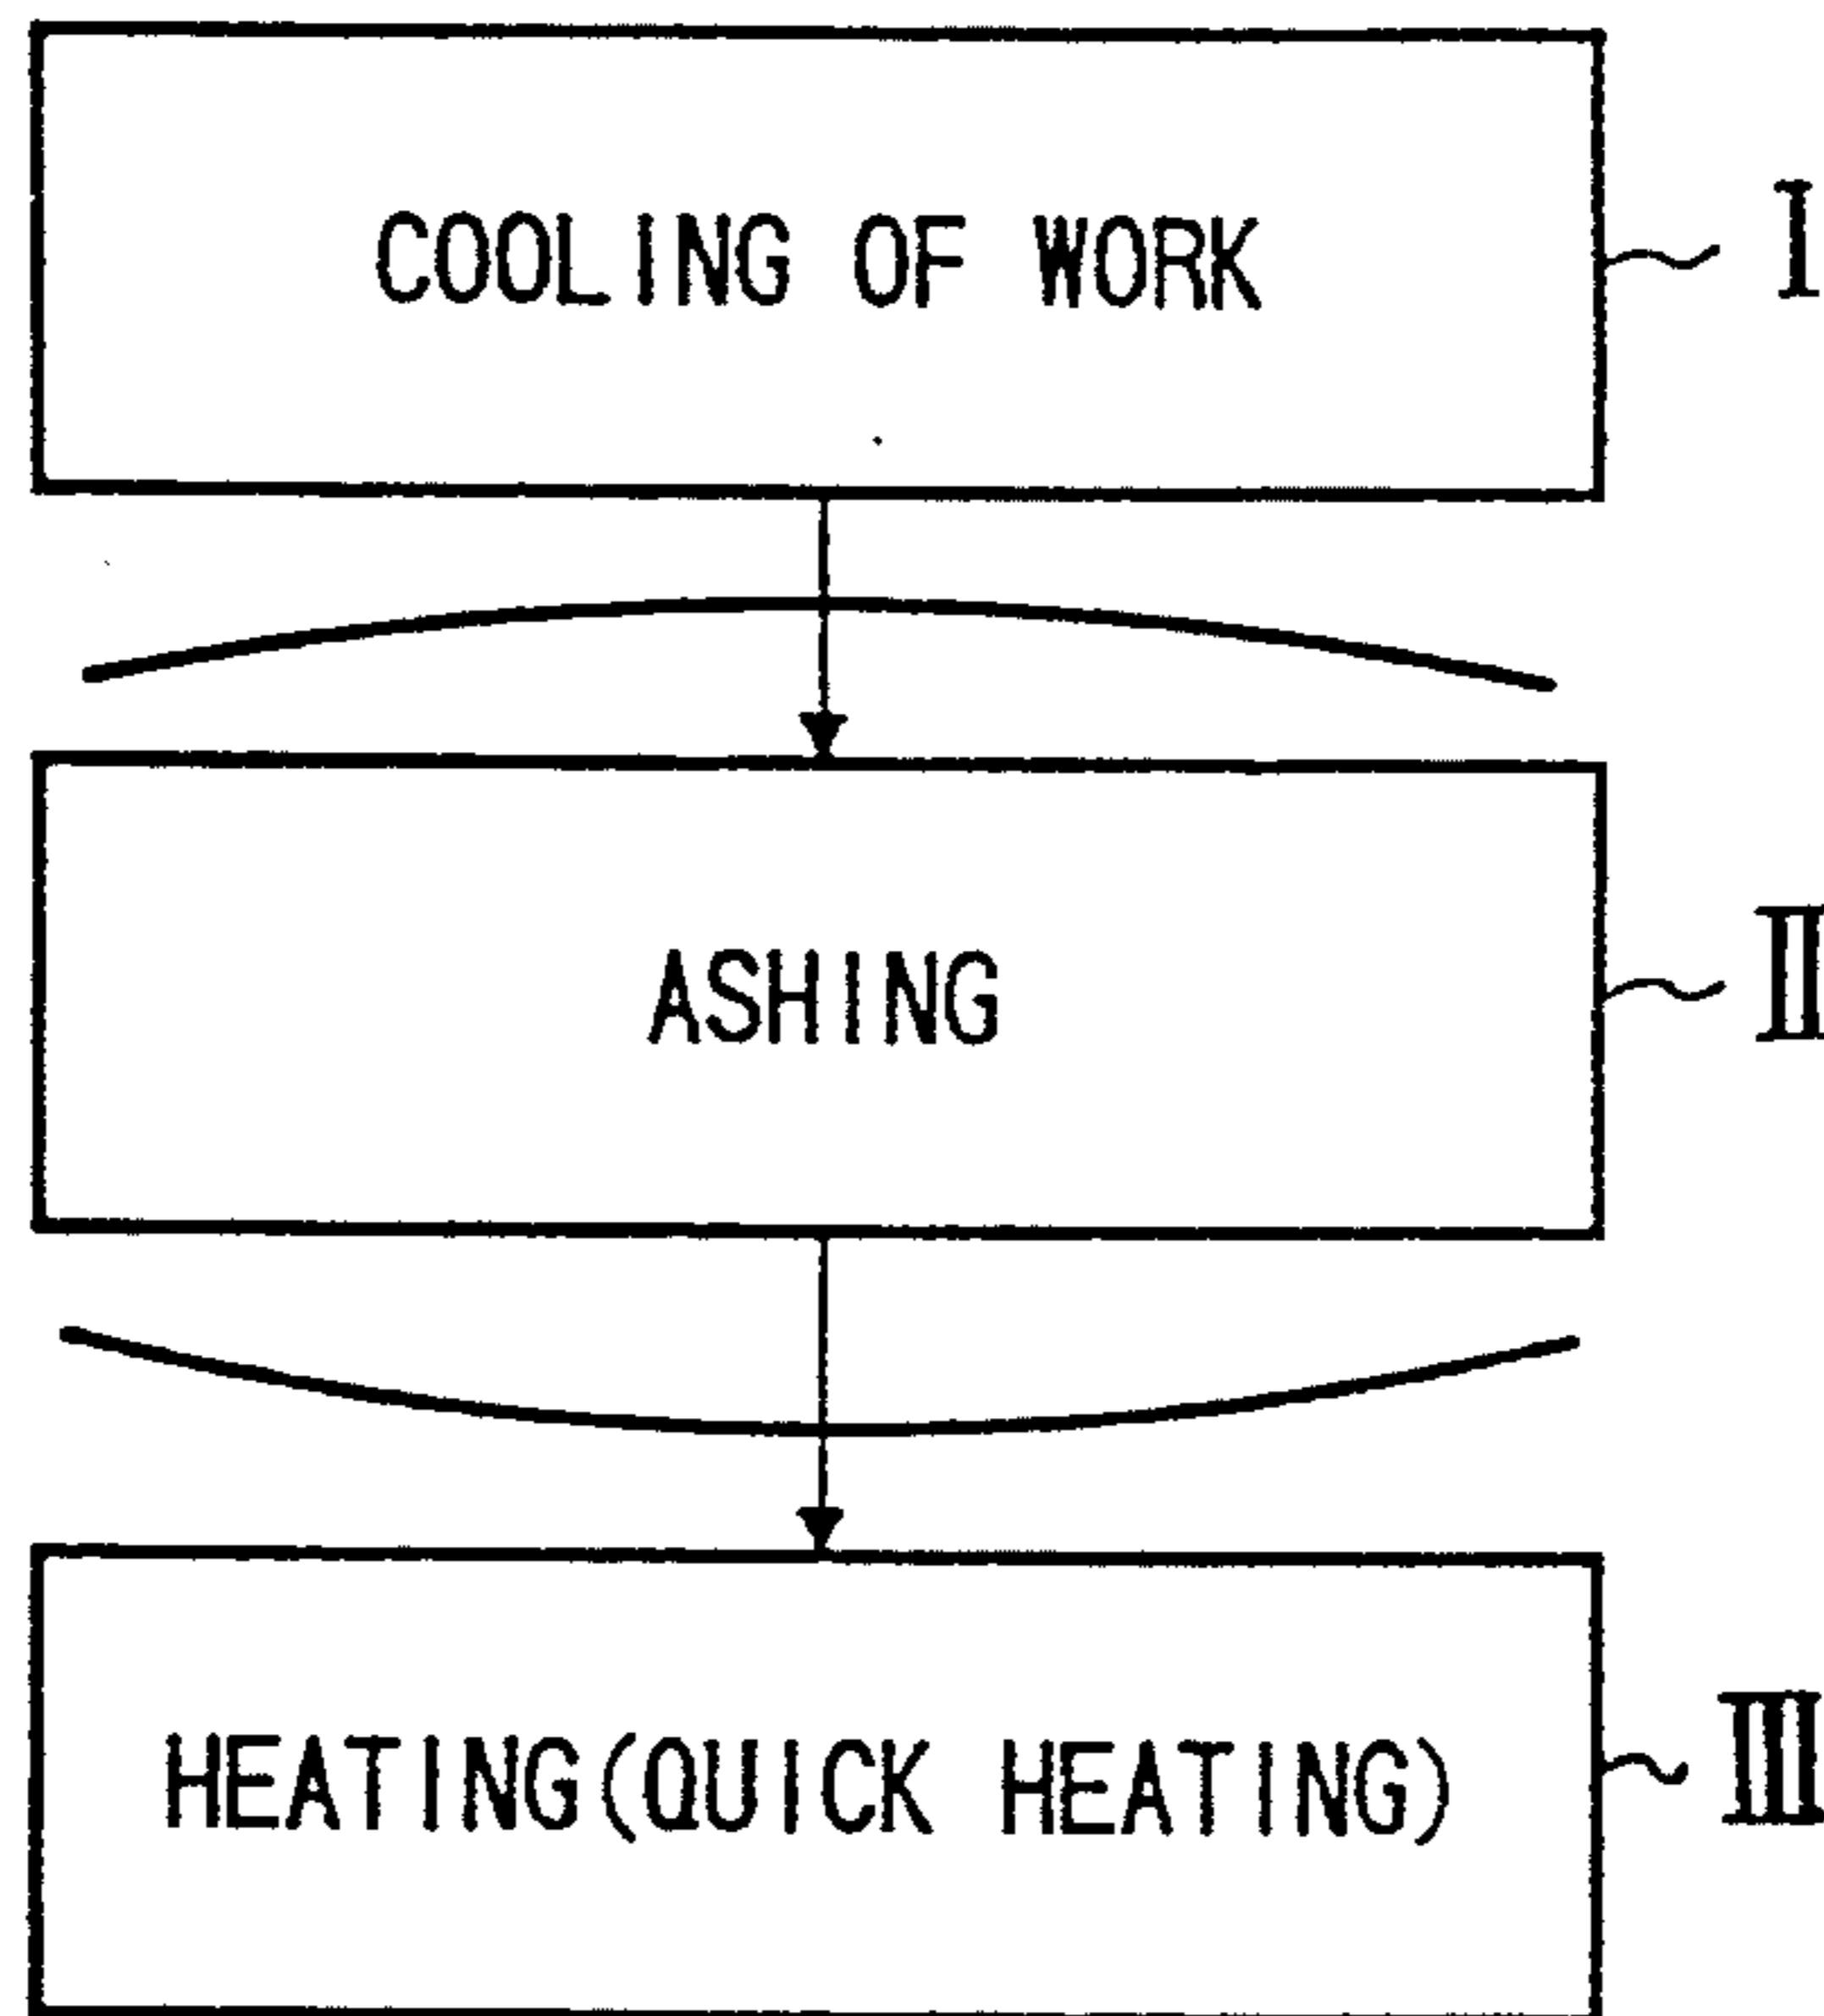 COOLING OF WORK
I
ASHING
II
HEATING(QUICK HEATING)
III